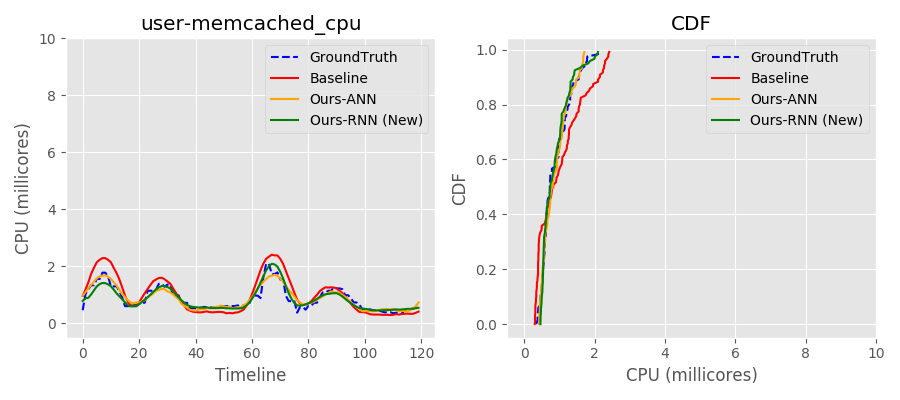 user-memcached_cpu
CPU (millicores)
10
8
6
4
2
0
0 20 40 60 80 100 120
Timeline
GroundTruth
Baseline
Ours-ANN
Ours-RNN (New)
CDF
CDF
1.0
0.8
0.6
0.4
0.2
0.0
0 2 4 6 8 10
CPU (millicores)
GroundTruth
Baseline
Ours-ANN
Ours-RNN (New)